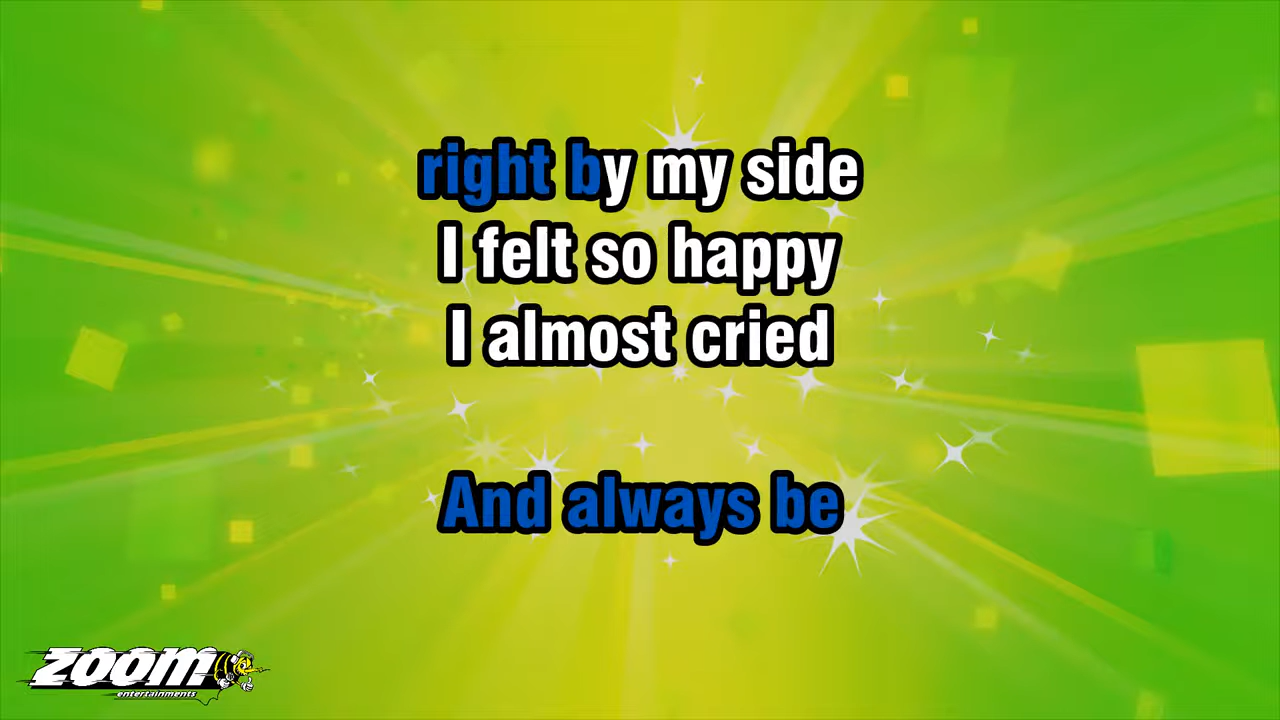 right by my side
I felt so happy
I almost cried
And always be
ZOOM
entertainments